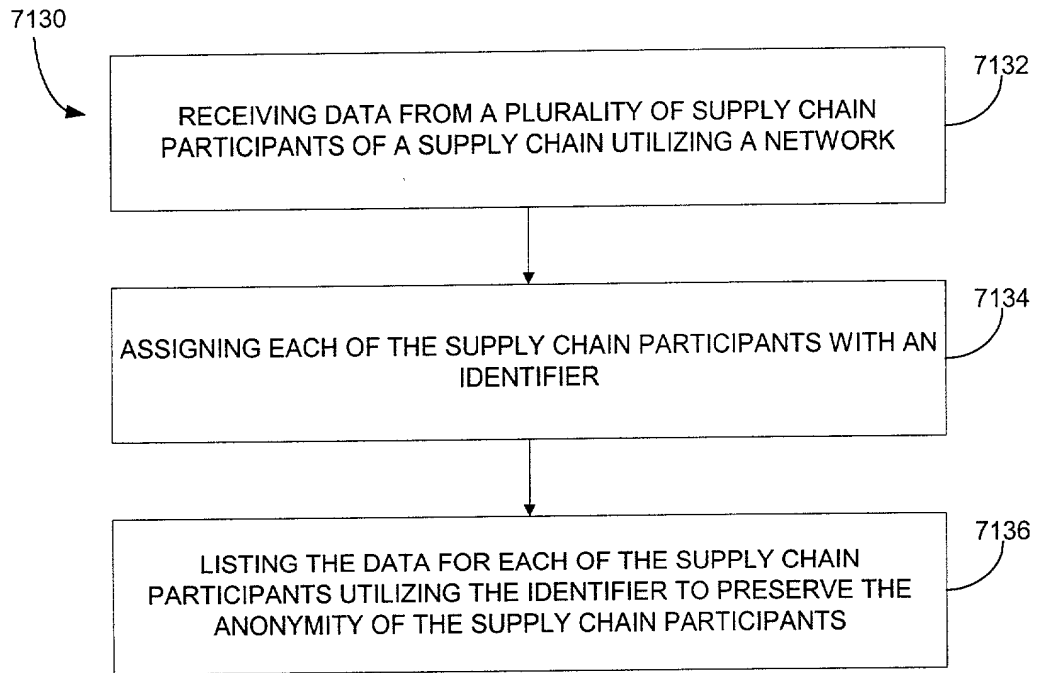 7130
7132
RECEIVING DATA FROM A PLURALITY OF SUPPLY CHAIN
PARTICIPANTS OF A SUPPLY CHAIN UTILIZING A NETWORK
7134
ASSIGNING EACH OF THE SUPPLY CHAIN PARTICIPANTS WITH AN
IDENTIFIER
7136
LISTING THE DATA FOR EACH OF THE SUPPLY CHAIN
PARTICIPANTS UTILIZING THE IDENTIFIER TO PRESERVE THE
ANONYMITY OF THE SUPPLY CHAIN PARTICIPANTS